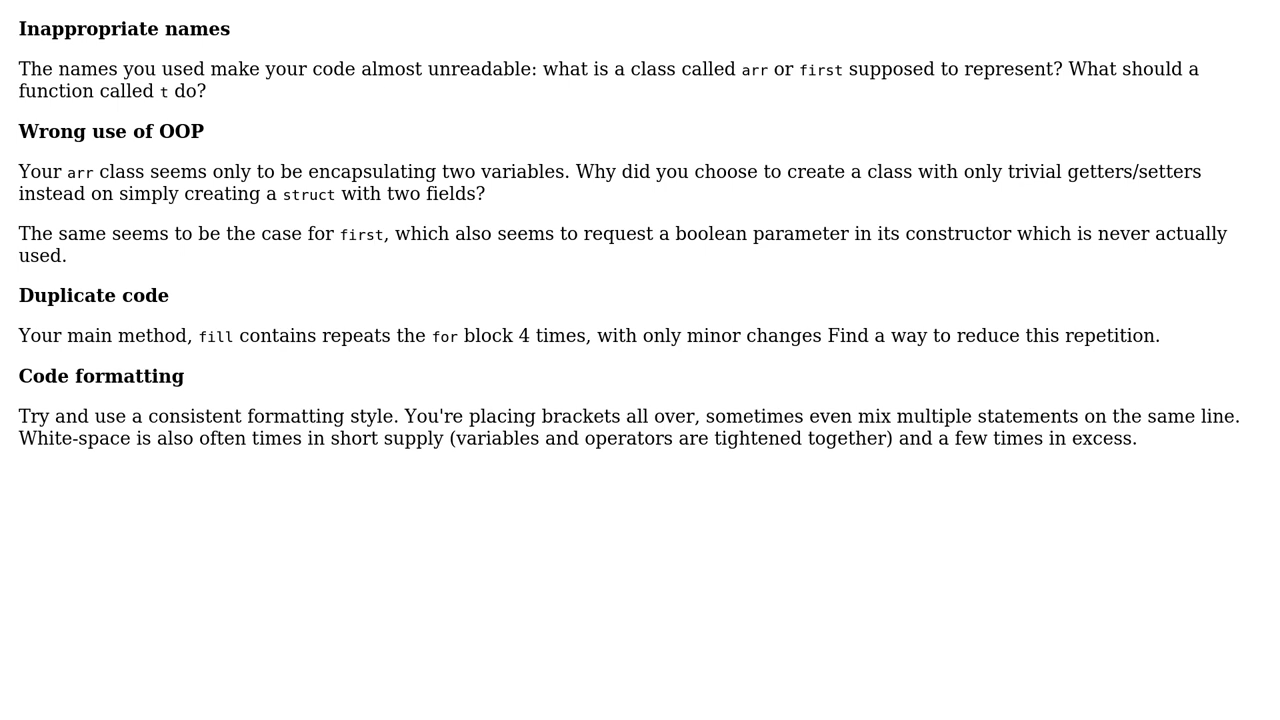 Inappropriate names
The names you used make your code almost unreadable: what is a class called arr or first supposed to represent? What should a
function called t do?
Wrong use of OOP
Your arr class seems only to be encapsulating two variables. Why did you choose to create a class with only trivial getters/setters
instead on simply creating a struct with two fields?
The same seems to be the case for first, which also seems to request a boolean parameter in its constructor which is never actually
used.
Duplicate code
Your main method, fill contains repeats the for block 4 times, with only minor changes Find a way to reduce this repetition.
Code formatting
Try and use a consistent formatting style. You're placing brackets all over, sometimes even mix multiple statements on the same line.
White-space is also often times in short supply (variables and operators are tightened together) and a few times in excess.